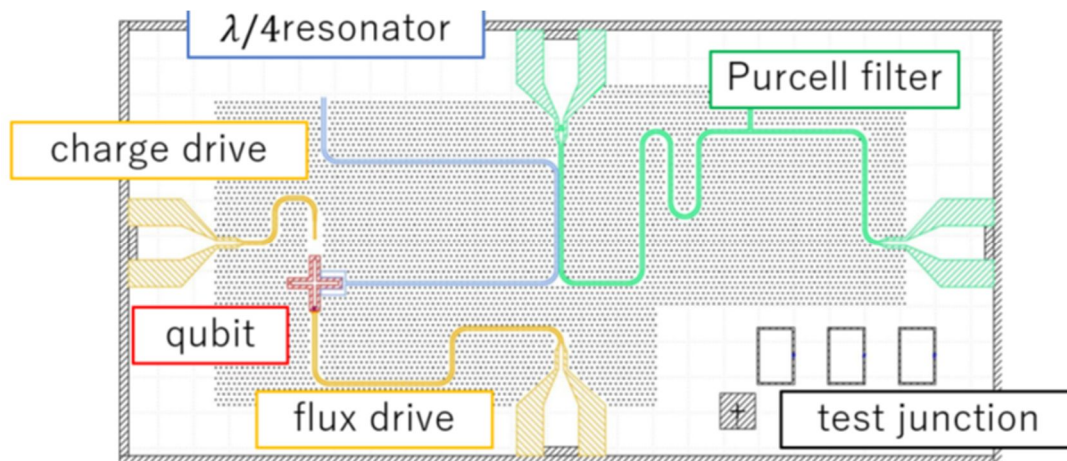 λ/4resonator
Purcell filter
charge drive
qubit
flux drive
test junction